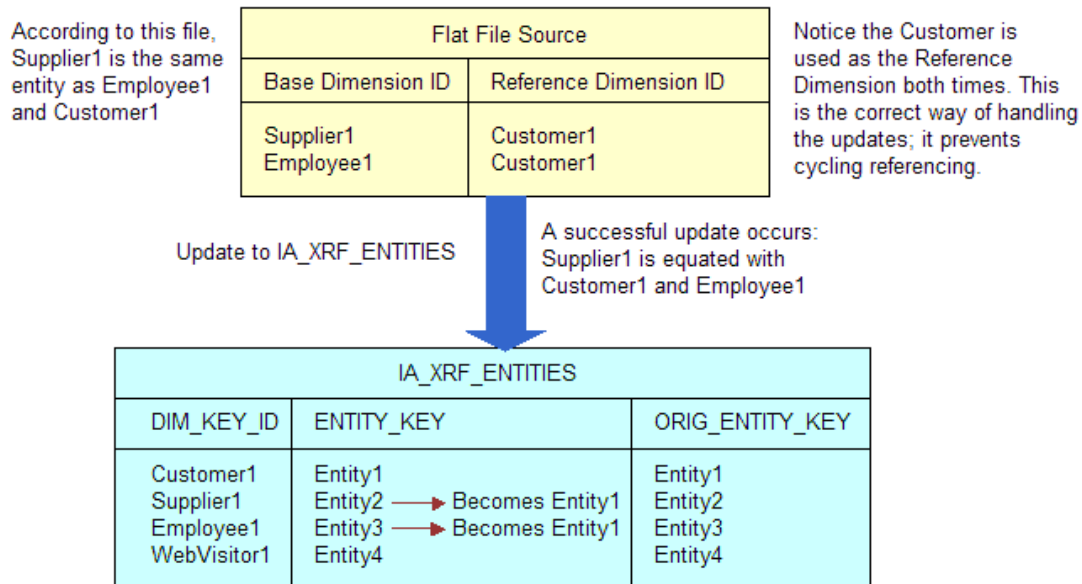 According to this file,
Supplier1 is the same
entity as Employee1
and Customer1
Flat File Source
Base Dimension ID
Reference Dimension ID
Supplier1
Customer1
Employee1
Customer1
Notice the Customer is
used as the Reference
Dimension both times. This
is the correct way of handling
the updates; it prevents
cycling referencing.
Update to IA_XRF_ENTITIES
A successful update occurs:
Supplier1 is equated with
Customer1 and Employee1
IA_XRF_ENTITIES
DIM_KEY_ID
ENTITY_KEY
ORIG_ENTITY_KEY
Customer1
Entity1
Entity1
Supplier1
Entity2
Becomes Entity1
Entity2
Employee1
Entity3
Becomes Entity1
Entity3
WebVisitor1
Entity4
Entity4